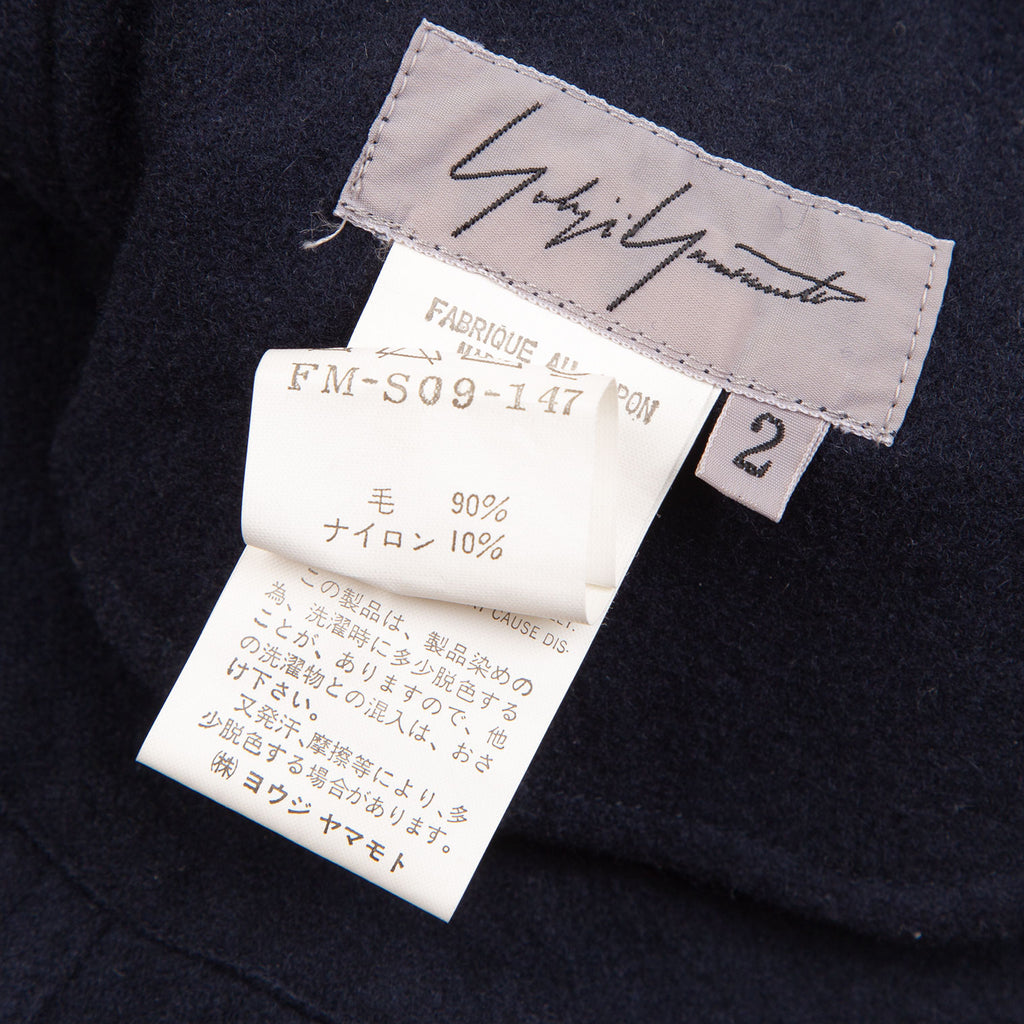 Yohji Yamamoto
2
FABRIQUE AU
PON
FM-S09-147
毛 90%
ナイロン 10%
CAUSE DIS-
この製品は、製品染めの
為、洗濯時に多少脱色する
ことが、ありますので、他
の洗濯物との混入は、おさ
け下さい。
又発汗、摩擦等により、多
少脱色する場合があります。
㈱ ヨウジ ヤマモト